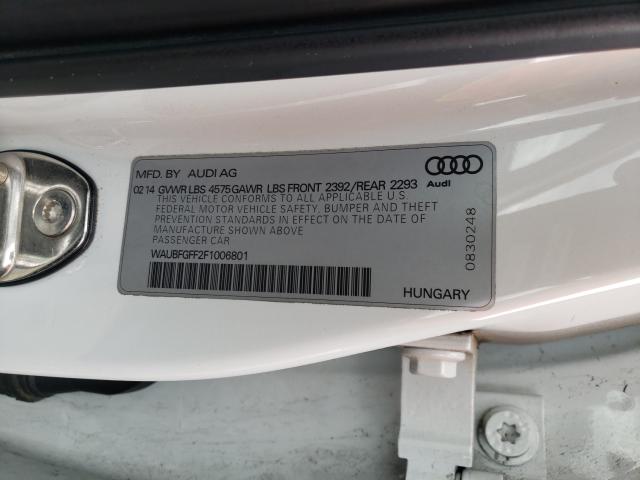 MFD. BY AUDI AG
02 14 GVWR LBS 4575 GAWR LBS FRONT 2392/REAR 2293
THIS VEHICLE CONFORMS TO ALL APPLICABLE U.S.
FEDERAL MOTOR VEHICLE SAFETY, BUMPER AND THEFT
PREVENTION STANDARDS IN EFFECT ON THE DATE OF
MANUFACTURE SHOWN ABOVE
PASSENGER CAR
WAUBFGFF2F1006801
HUNGARY
Audi
0830248